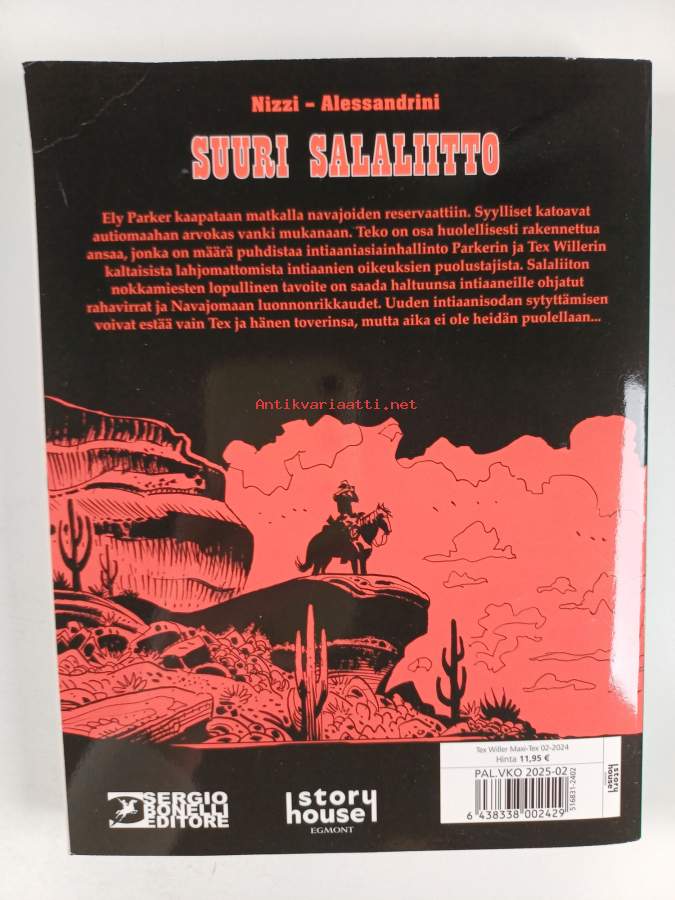 Nizzi – Alessandrini
SUURI SALALIITTO
Ely Parker kaapataan matkalla navajoiden reservaattiin. Syylliset katoavat
autiomaahan arvokas vanki mukanaan. Teko on osa huolellisesti rakennettua
ansaa, jonka on määrä puhdistaa intiaaniasiainhallinto Parkerin ja Tex Willerin
kaltaisista lahjomattomista intiaanien oikeuksien puolustajista. Salaliiton
nokkamiesten lopullinen tavoite on saada haltuunsa intiaaneille ohjatut
rahavirrat ja Navajomaan luonnonrikkaudet. Uuden intiaanisodan sytyttämisen
voivat estää vain Tex ja hänen toverinsa, mutta aika ei ole heidän puolellaan...
Antikvariaatti.net
SERGIO
BONELLI
EDITORE
story
house
EGMONT
Tex Willer Maxi-Tex 02-2024
Hinta 11,95 €
PAL.VKO 2025-02
516831-2402
6 438338 002429
story
house